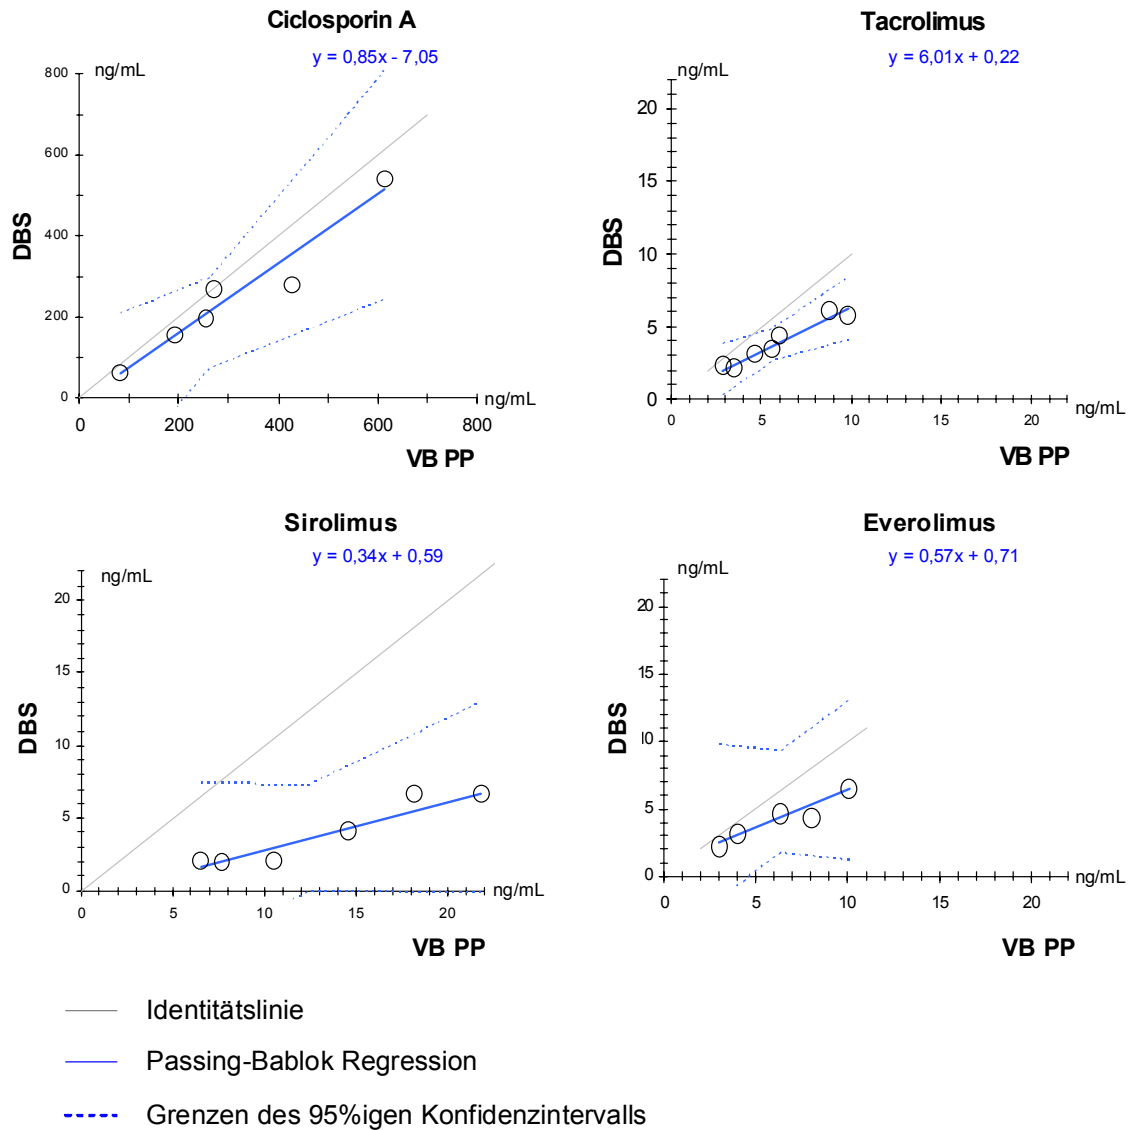 Ciclosporin A
y = 0,85x - 7,05
ng/mL
800
600
400
200
0
DBS
0 200 400 600 800
ng/mL
VB PP
Tacrolimus
y = 6,01x + 0,22
ng/mL
20
15
10
5
0
DBS
0 5 10 15 20
ng/mL
VB PP
Sirolimus
y = 0,34x + 0,59
ng/mL
20
15
10
5
0
DBS
0 5 10 15 20
ng/mL
VB PP
Everolimus
y = 0,57x + 0,71
ng/mL
20
15
10
5
0
DBS
0 5 10 15 20
ng/mL
VB PP
Identitätslinie
Passing-Bablok Regression
Grenzen des 95%igen Konfidenzintervalls